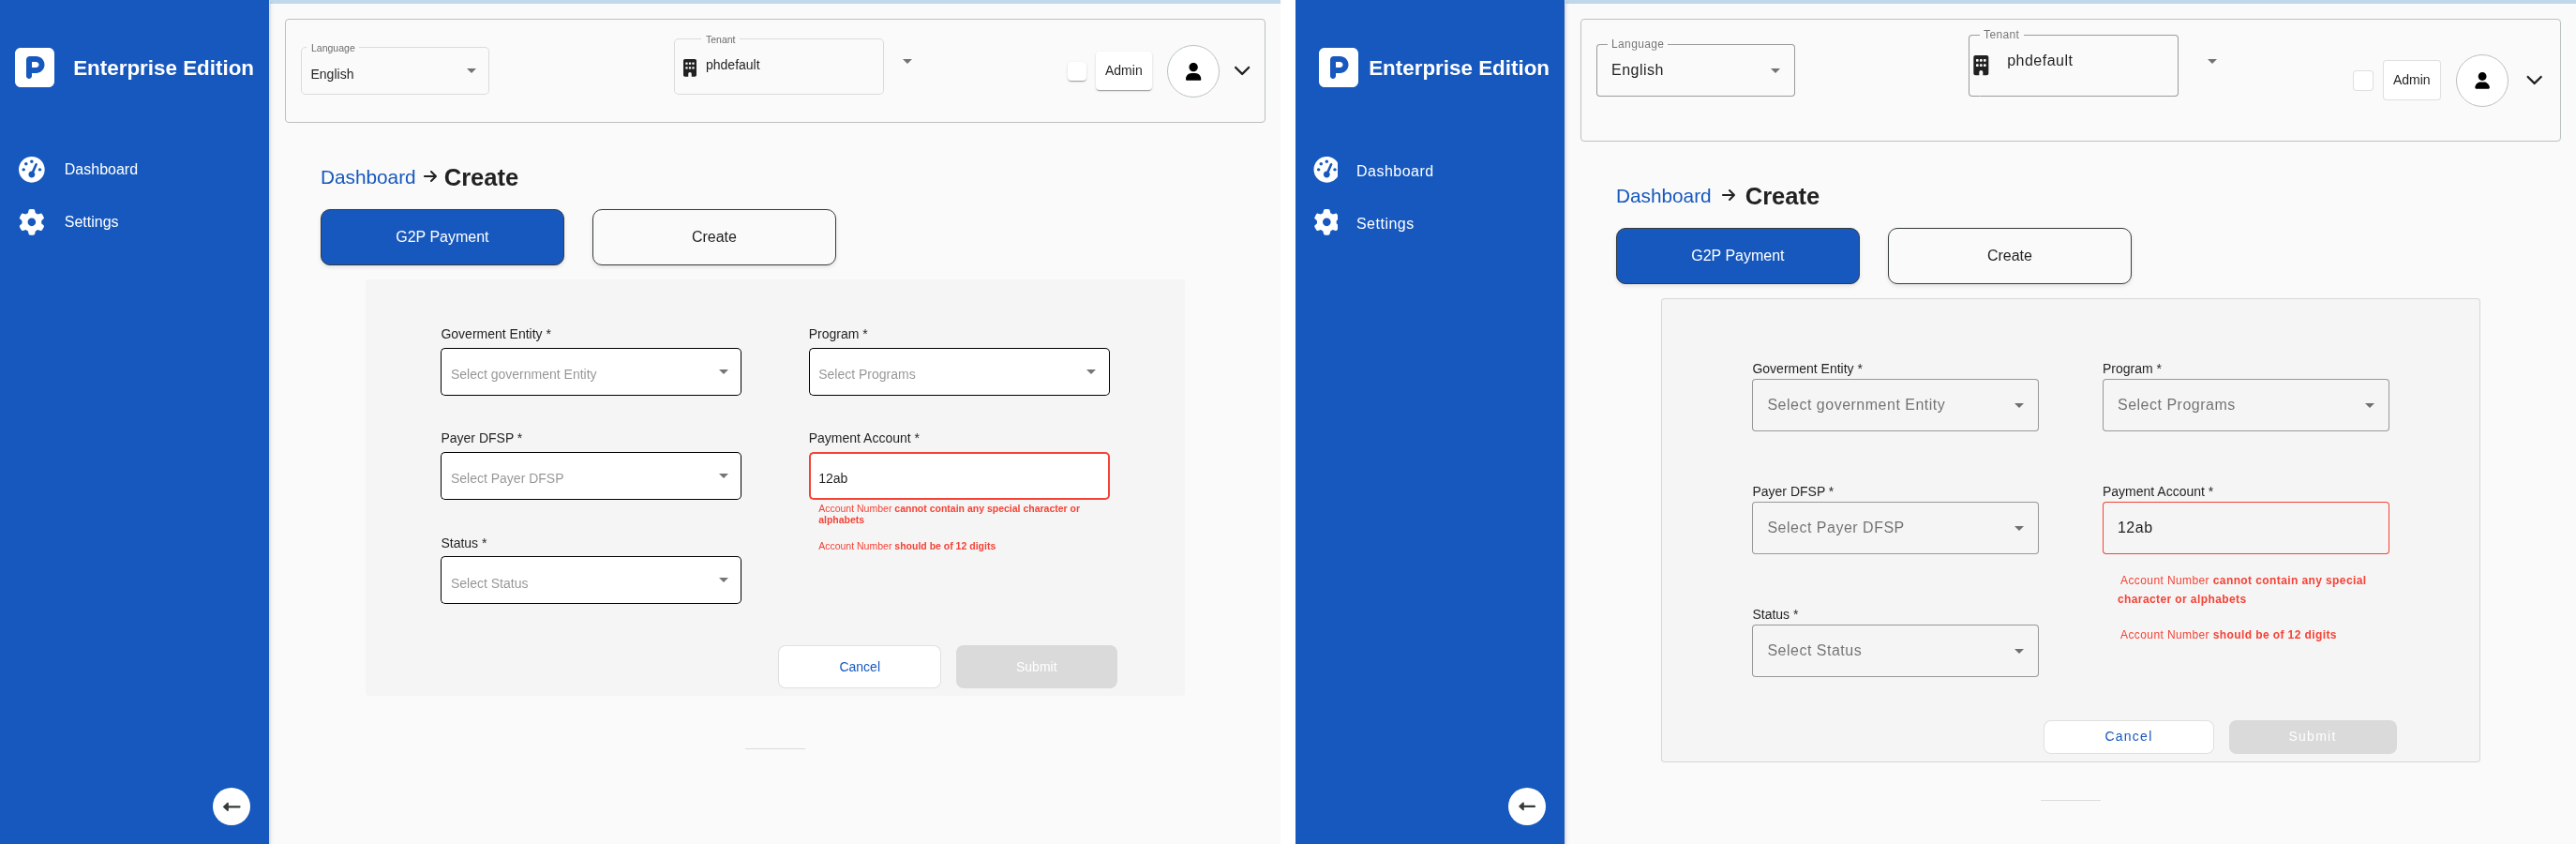 Enterprise Edition
Dashboard
Settings
Language
English
Tenant
phdefault
Admin
Dashboard → Create
G2P Payment
Create
Goverment Entity *
Select government Entity
Program *
Select Programs
Payer DFSP *
Select Payer DFSP
Payment Account *
12ab
Account Number cannot contain any special character or
alphabets
Account Number should be of 12 digits
Status *
Select Status
Cancel
Submit
Enterprise Edition
Dashboard
Settings
Language
English
Tenant
phdefault
Admin
Dashboard → Create
G2P Payment
Create
Goverment Entity *
Select government Entity
Program *
Select Programs
Payer DFSP *
Select Payer DFSP
Payment Account *
12ab
Account Number cannot contain any special
character or alphabets
Account Number should be of 12 digits
Status *
Select Status
Cancel
Submit